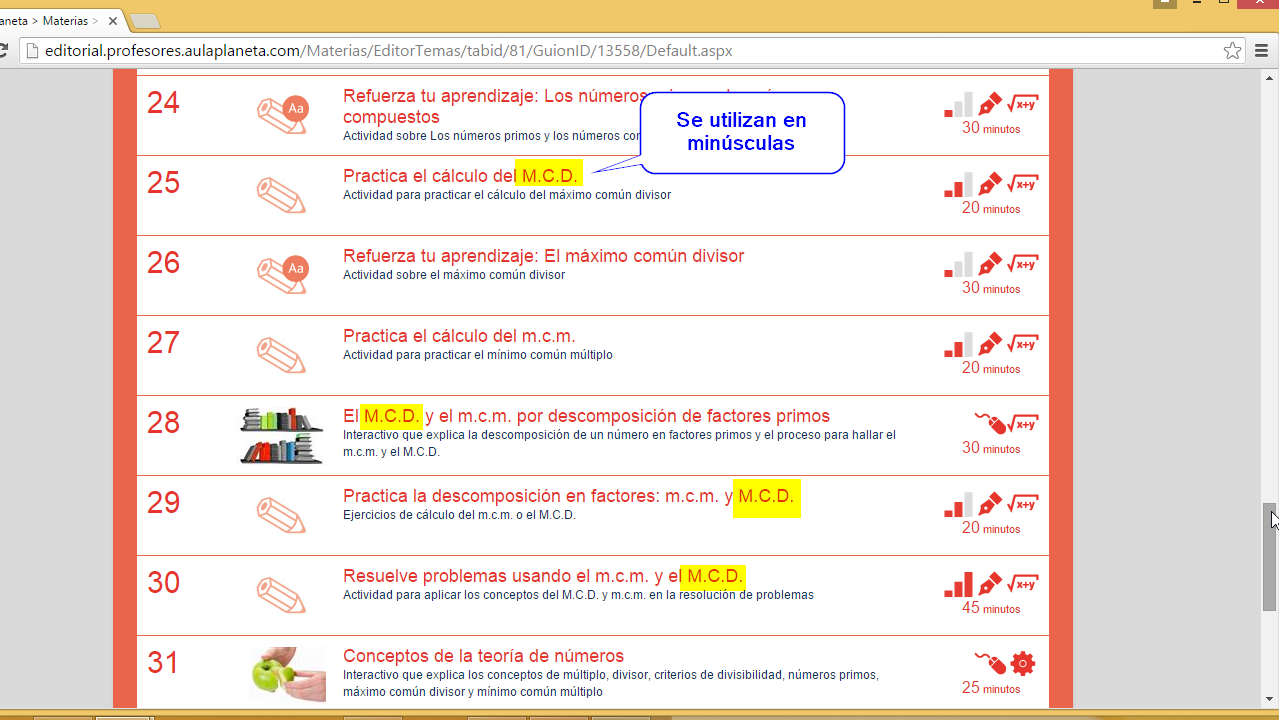 aneta > Materias >
editorial.profesores.aulaplaneta.com/Materias/EditorTemas/tabid/81/GuionID/13558/Default.aspx
24
Aa
Refuerza tu aprendizaje: Los números
compuestos
Actividad sobre Los números primos y los números
√x+y
30 minutos
Se utilizan en
minúsculas
25
Practica el cálculo del M.C.D.
Actividad para practicar el cálculo del máximo común divisor
√x+y
20 minutos
26
Aa
Refuerza tu aprendizaje: El máximo común divisor
Actividad sobre el máximo común divisor
√x+y
30 minutos
27
Practica el cálculo del m.c.m.
Actividad para practicar el mínimo común múltiplo
√x+y
20 minutos
28
El M.C.D. y el m.c.m. por descomposición de factores primos
Interactivo que explica la descomposición de un número en factores primos y el proceso para hallar el
m.c.m. y el M.C.D.
√x+y
30 minutos
29
Practica la descomposición en factores: m.c.m. y M.C.D.
Ejercicios de cálculo del m.c.m. o el M.C.D.
√x+y
20 minutos
30
Resuelve problemas usando el m.c.m. y el M.C.D.
Actividad para aplicar los conceptos del M.C.D. y m.c.m. en la resolución de problemas
√x+y
45 minutos
31
Conceptos de la teoría de números
Interactivo que explica los conceptos de múltiplo, divisor, criterios de divisibilidad, números primos,
máximo común divisor y mínimo común múltiplo
25 minutos